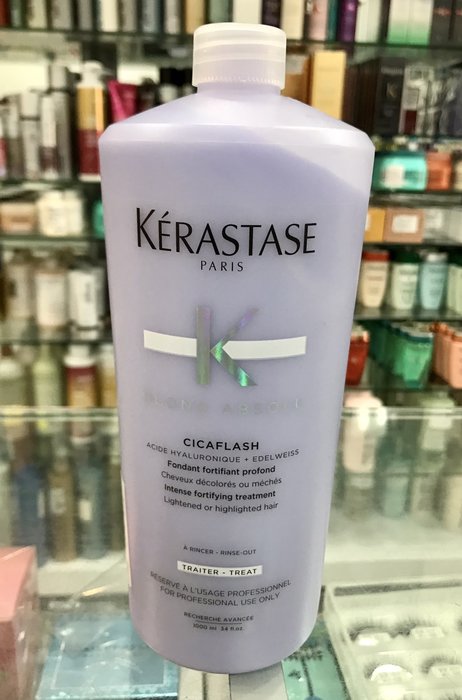 KÉRASTASE
PARIS
K
BLOND ABSOLU
CICAFLASH
ACIDE HYALURONIQUE + EDELWEISS
Fondant fortifiant profond
Cheveux décolorés ou méchés
Intense fortifying treatment
Lightened or highlighted hair
À RINCER - RINSE-OUT
TRAITER - TREAT
RÉSERVÉ À L'USAGE PROFESSIONNEL
FOR PROFESSIONAL USE ONLY
RECHERCHE AVANCÉE
1000 ml 34 fl.oz.